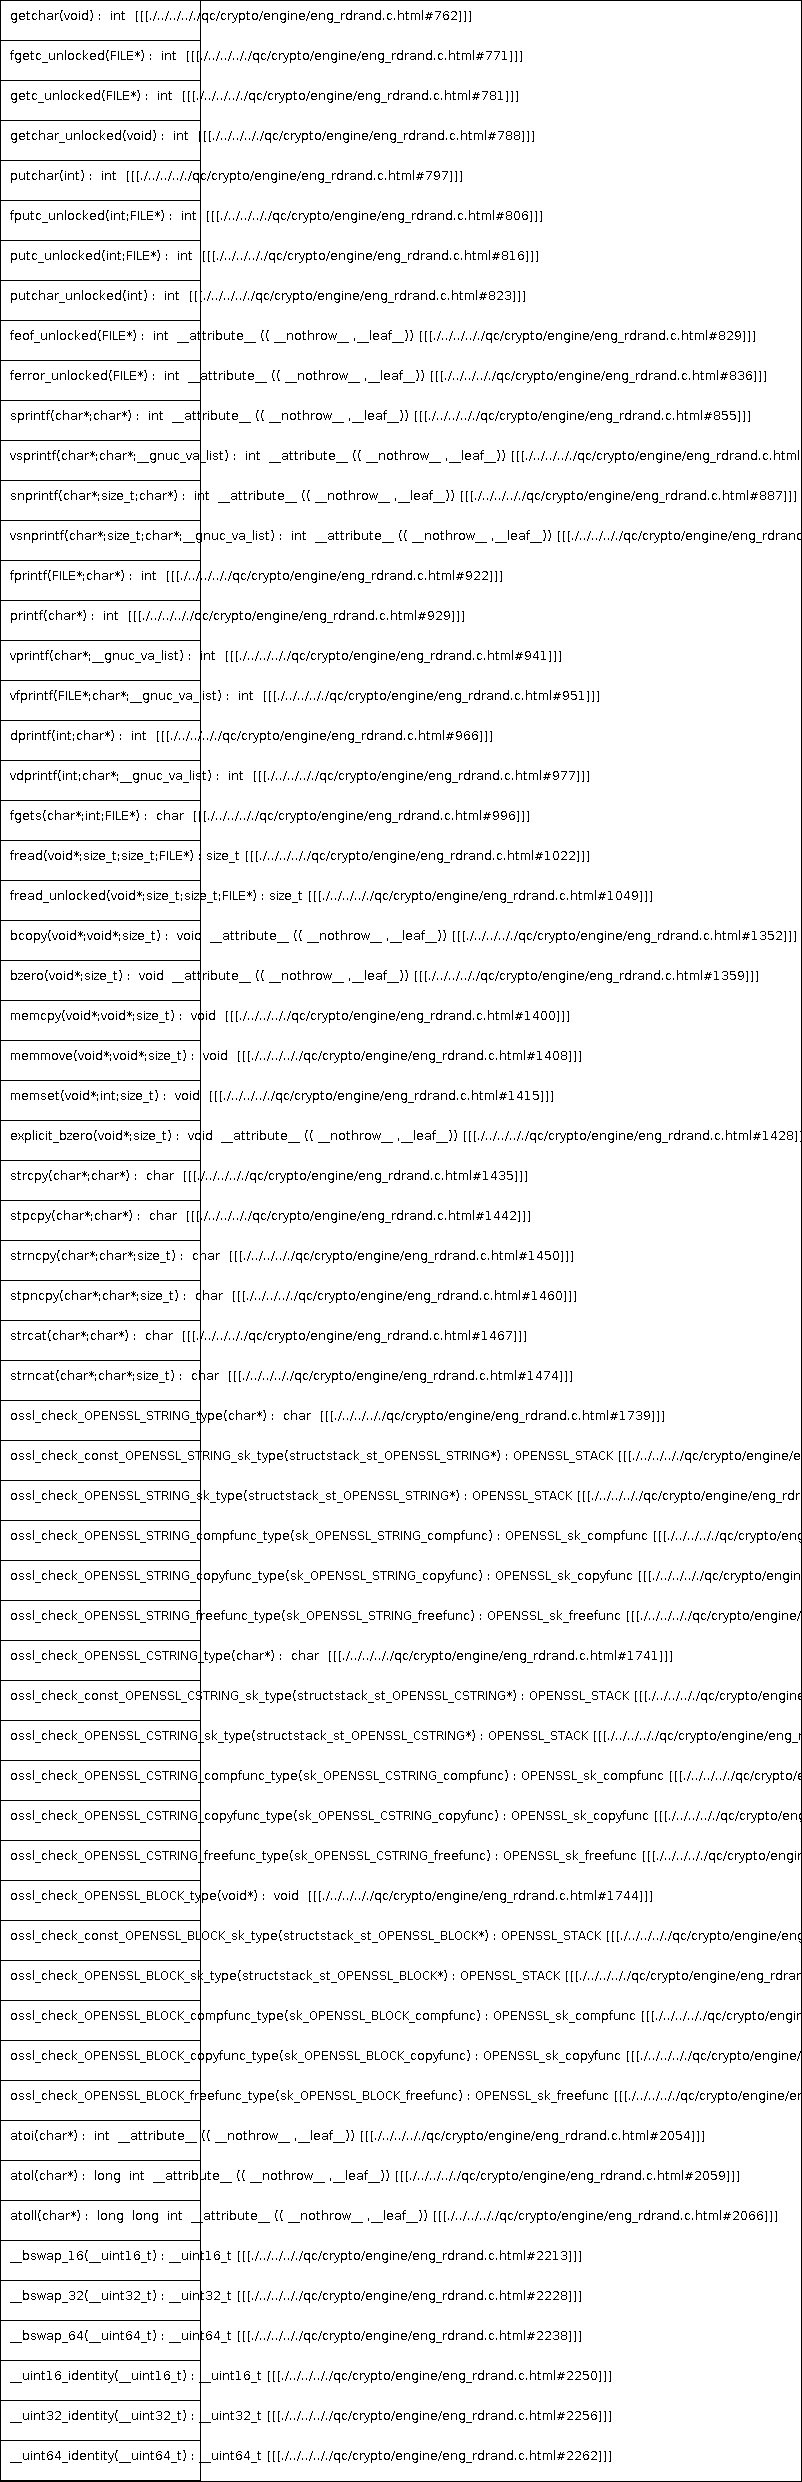 getchar(void) :  int  [[[./../../../../qc/crypto/engine/eng_rdrand.c.html#762]]]
fgetc_unlocked(FILE*) :  int  [[[./../../../../qc/crypto/engine/eng_rdrand.c.html#771]]]
getc_unlocked(FILE*) :  int  [[[./../../../../qc/crypto/engine/eng_rdrand.c.html#781]]]
getchar_unlocked(void) :  int  [[[./../../../../qc/crypto/engine/eng_rdrand.c.html#788]]]
putchar(int) :  int  [[[./../../../../qc/crypto/engine/eng_rdrand.c.html#797]]]
fputc_unlocked(int;FILE*) :  int  [[[./../../../../qc/crypto/engine/eng_rdrand.c.html#806]]]
putc_unlocked(int;FILE*) :  int  [[[./../../../../qc/crypto/engine/eng_rdrand.c.html#816]]]
putchar_unlocked(int) :  int  [[[./../../../../qc/crypto/engine/eng_rdrand.c.html#823]]]
feof_unlocked(FILE*) :  int  __attribute__ (( __nothrow__ ,__leaf__)) [[[./../../../../qc/crypto/engine/eng_rdrand.c.html#829]]]
ferror_unlocked(FILE*) :  int  __attribute__ (( __nothrow__ ,__leaf__)) [[[./../../../../qc/crypto/engine/eng_rdrand.c.html#836]]]
sprintf(char*;char*) :  int  __attribute__ (( __nothrow__ ,__leaf__)) [[[./../../../../qc/crypto/engine/eng_rdrand.c.html#855]]]
vsprintf(char*;char*;__gnuc_va_list) :  int  __attribute__ (( __nothrow__ ,__leaf__)) [[[./../../../../qc/crypto/engine/eng_rdrand.c.html
snprintf(char*;size_t;char*) :  int  __attribute__ (( __nothrow__ ,__leaf__)) [[[./../../../../qc/crypto/engine/eng_rdrand.c.html#887]]]
vsnprintf(char*;size_t;char*;__gnuc_va_list) :  int  __attribute__ (( __nothrow__ ,__leaf__)) [[[./../../../../qc/crypto/engine/eng_rdrand
fprintf(FILE*;char*) :  int  [[[./../../../../qc/crypto/engine/eng_rdrand.c.html#922]]]
printf(char*) :  int  [[[./../../../../qc/crypto/engine/eng_rdrand.c.html#929]]]
vprintf(char*;__gnuc_va_list) :  int  [[[./../../../../qc/crypto/engine/eng_rdrand.c.html#941]]]
vfprintf(FILE*;char*;__gnuc_va_list) :  int  [[[./../../../../qc/crypto/engine/eng_rdrand.c.html#951]]]
dprintf(int;char*) :  int  [[[./../../../../qc/crypto/engine/eng_rdrand.c.html#966]]]
vdprintf(int;char*;__gnuc_va_list) :  int  [[[./../../../../qc/crypto/engine/eng_rdrand.c.html#977]]]
fgets(char*;int;FILE*) :  char  [[[./../../../../qc/crypto/engine/eng_rdrand.c.html#996]]]
fread(void*;size_t;size_t;FILE*) : size_t [[[./../../../../qc/crypto/engine/eng_rdrand.c.html#1022]]]
fread_unlocked(void*;size_t;size_t;FILE*) : size_t [[[./../../../../qc/crypto/engine/eng_rdrand.c.html#1049]]]
bcopy(void*;void*;size_t) :  void  __attribute__ (( __nothrow__ ,__leaf__)) [[[./../../../../qc/crypto/engine/eng_rdrand.c.html#1352]]]
bzero(void*;size_t) :  void  __attribute__ (( __nothrow__ ,__leaf__)) [[[./../../../../qc/crypto/engine/eng_rdrand.c.html#1359]]]
memcpy(void*;void*;size_t) :  void  [[[./../../../../qc/crypto/engine/eng_rdrand.c.html#1400]]]
memmove(void*;void*;size_t) :  void  [[[./../../../../qc/crypto/engine/eng_rdrand.c.html#1408]]]
memset(void*;int;size_t) :  void  [[[./../../../../qc/crypto/engine/eng_rdrand.c.html#1415]]]
explicit_bzero(void*;size_t) :  void  __attribute__ (( __nothrow__ ,__leaf__)) [[[./../../../../qc/crypto/engine/eng_rdrand.c.html#1428]]]
strcpy(char*;char*) :  char  [[[./../../../../qc/crypto/engine/eng_rdrand.c.html#1435]]]
stpcpy(char*;char*) :  char  [[[./../../../../qc/crypto/engine/eng_rdrand.c.html#1442]]]
strncpy(char*;char*;size_t) :  char  [[[./../../../../qc/crypto/engine/eng_rdrand.c.html#1450]]]
stpncpy(char*;char*;size_t) :  char  [[[./../../../../qc/crypto/engine/eng_rdrand.c.html#1460]]]
strcat(char*;char*) :  char  [[[./../../../../qc/crypto/engine/eng_rdrand.c.html#1467]]]
strncat(char*;char*;size_t) :  char  [[[./../../../../qc/crypto/engine/eng_rdrand.c.html#1474]]]
ossl_check_OPENSSL_STRING_type(char*) :  char  [[[./../../../../qc/crypto/engine/eng_rdrand.c.html#1739]]]
ossl_check_const_OPENSSL_STRING_sk_type(structstack_st_OPENSSL_STRING*) : OPENSSL_STACK [[[./../../../../qc/crypto/engine/e
ossl_check_OPENSSL_STRING_sk_type(structstack_st_OPENSSL_STRING*) : OPENSSL_STACK [[[./../../../../qc/crypto/engine/eng_rdr
ossl_check_OPENSSL_STRING_compfunc_type(sk_OPENSSL_STRING_compfunc) : OPENSSL_sk_compfunc [[[./../../../../qc/crypto/eng
ossl_check_OPENSSL_STRING_copyfunc_type(sk_OPENSSL_STRING_copyfunc) : OPENSSL_sk_copyfunc [[[./../../../../qc/crypto/engin
ossl_check_OPENSSL_STRING_freefunc_type(sk_OPENSSL_STRING_freefunc) : OPENSSL_sk_freefunc [[[./../../../../qc/crypto/engine/
ossl_check_OPENSSL_CSTRING_type(char*) :  char  [[[./../../../../qc/crypto/engine/eng_rdrand.c.html#1741]]]
ossl_check_const_OPENSSL_CSTRING_sk_type(structstack_st_OPENSSL_CSTRING*) : OPENSSL_STACK [[[./../../../../qc/crypto/engine
ossl_check_OPENSSL_CSTRING_sk_type(structstack_st_OPENSSL_CSTRING*) : OPENSSL_STACK [[[./../../../../qc/crypto/engine/eng_r
ossl_check_OPENSSL_CSTRING_compfunc_type(sk_OPENSSL_CSTRING_compfunc) : OPENSSL_sk_compfunc [[[./../../../../qc/crypto/e
ossl_check_OPENSSL_CSTRING_copyfunc_type(sk_OPENSSL_CSTRING_copyfunc) : OPENSSL_sk_copyfunc [[[./../../../../qc/crypto/eng
ossl_check_OPENSSL_CSTRING_freefunc_type(sk_OPENSSL_CSTRING_freefunc) : OPENSSL_sk_freefunc [[[./../../../../qc/crypto/engin
ossl_check_OPENSSL_BLOCK_type(void*) :  void  [[[./../../../../qc/crypto/engine/eng_rdrand.c.html#1744]]]
ossl_check_const_OPENSSL_BLOCK_sk_type(structstack_st_OPENSSL_BLOCK*) : OPENSSL_STACK [[[./../../../../qc/crypto/engine/eng
ossl_check_OPENSSL_BLOCK_sk_type(structstack_st_OPENSSL_BLOCK*) : OPENSSL_STACK [[[./../../../../qc/crypto/engine/eng_rdran
ossl_check_OPENSSL_BLOCK_compfunc_type(sk_OPENSSL_BLOCK_compfunc) : OPENSSL_sk_compfunc [[[./../../../../qc/crypto/engin
ossl_check_OPENSSL_BLOCK_copyfunc_type(sk_OPENSSL_BLOCK_copyfunc) : OPENSSL_sk_copyfunc [[[./../../../../qc/crypto/engine/
ossl_check_OPENSSL_BLOCK_freefunc_type(sk_OPENSSL_BLOCK_freefunc) : OPENSSL_sk_freefunc [[[./../../../../qc/crypto/engine/en
atoi(char*) :  int  __attribute__ (( __nothrow__ ,__leaf__)) [[[./../../../../qc/crypto/engine/eng_rdrand.c.html#2054]]]
atol(char*) :  long  int  __attribute__ (( __nothrow__ ,__leaf__)) [[[./../../../../qc/crypto/engine/eng_rdrand.c.html#2059]]]
atoll(char*) :  long  long  int  __attribute__ (( __nothrow__ ,__leaf__)) [[[./../../../../qc/crypto/engine/eng_rdrand.c.html#2066]]]
__bswap_16(__uint16_t) : __uint16_t [[[./../../../../qc/crypto/engine/eng_rdrand.c.html#2213]]]
__bswap_32(__uint32_t) : __uint32_t [[[./../../../../qc/crypto/engine/eng_rdrand.c.html#2228]]]
__bswap_64(__uint64_t) : __uint64_t [[[./../../../../qc/crypto/engine/eng_rdrand.c.html#2238]]]
__uint16_identity(__uint16_t) : __uint16_t [[[./../../../../qc/crypto/engine/eng_rdrand.c.html#2250]]]
__uint32_identity(__uint32_t) : __uint32_t [[[./../../../../qc/crypto/engine/eng_rdrand.c.html#2256]]]
__uint64_identity(__uint64_t) : __uint64_t [[[./../../../../qc/crypto/engine/eng_rdrand.c.html#2262]]]